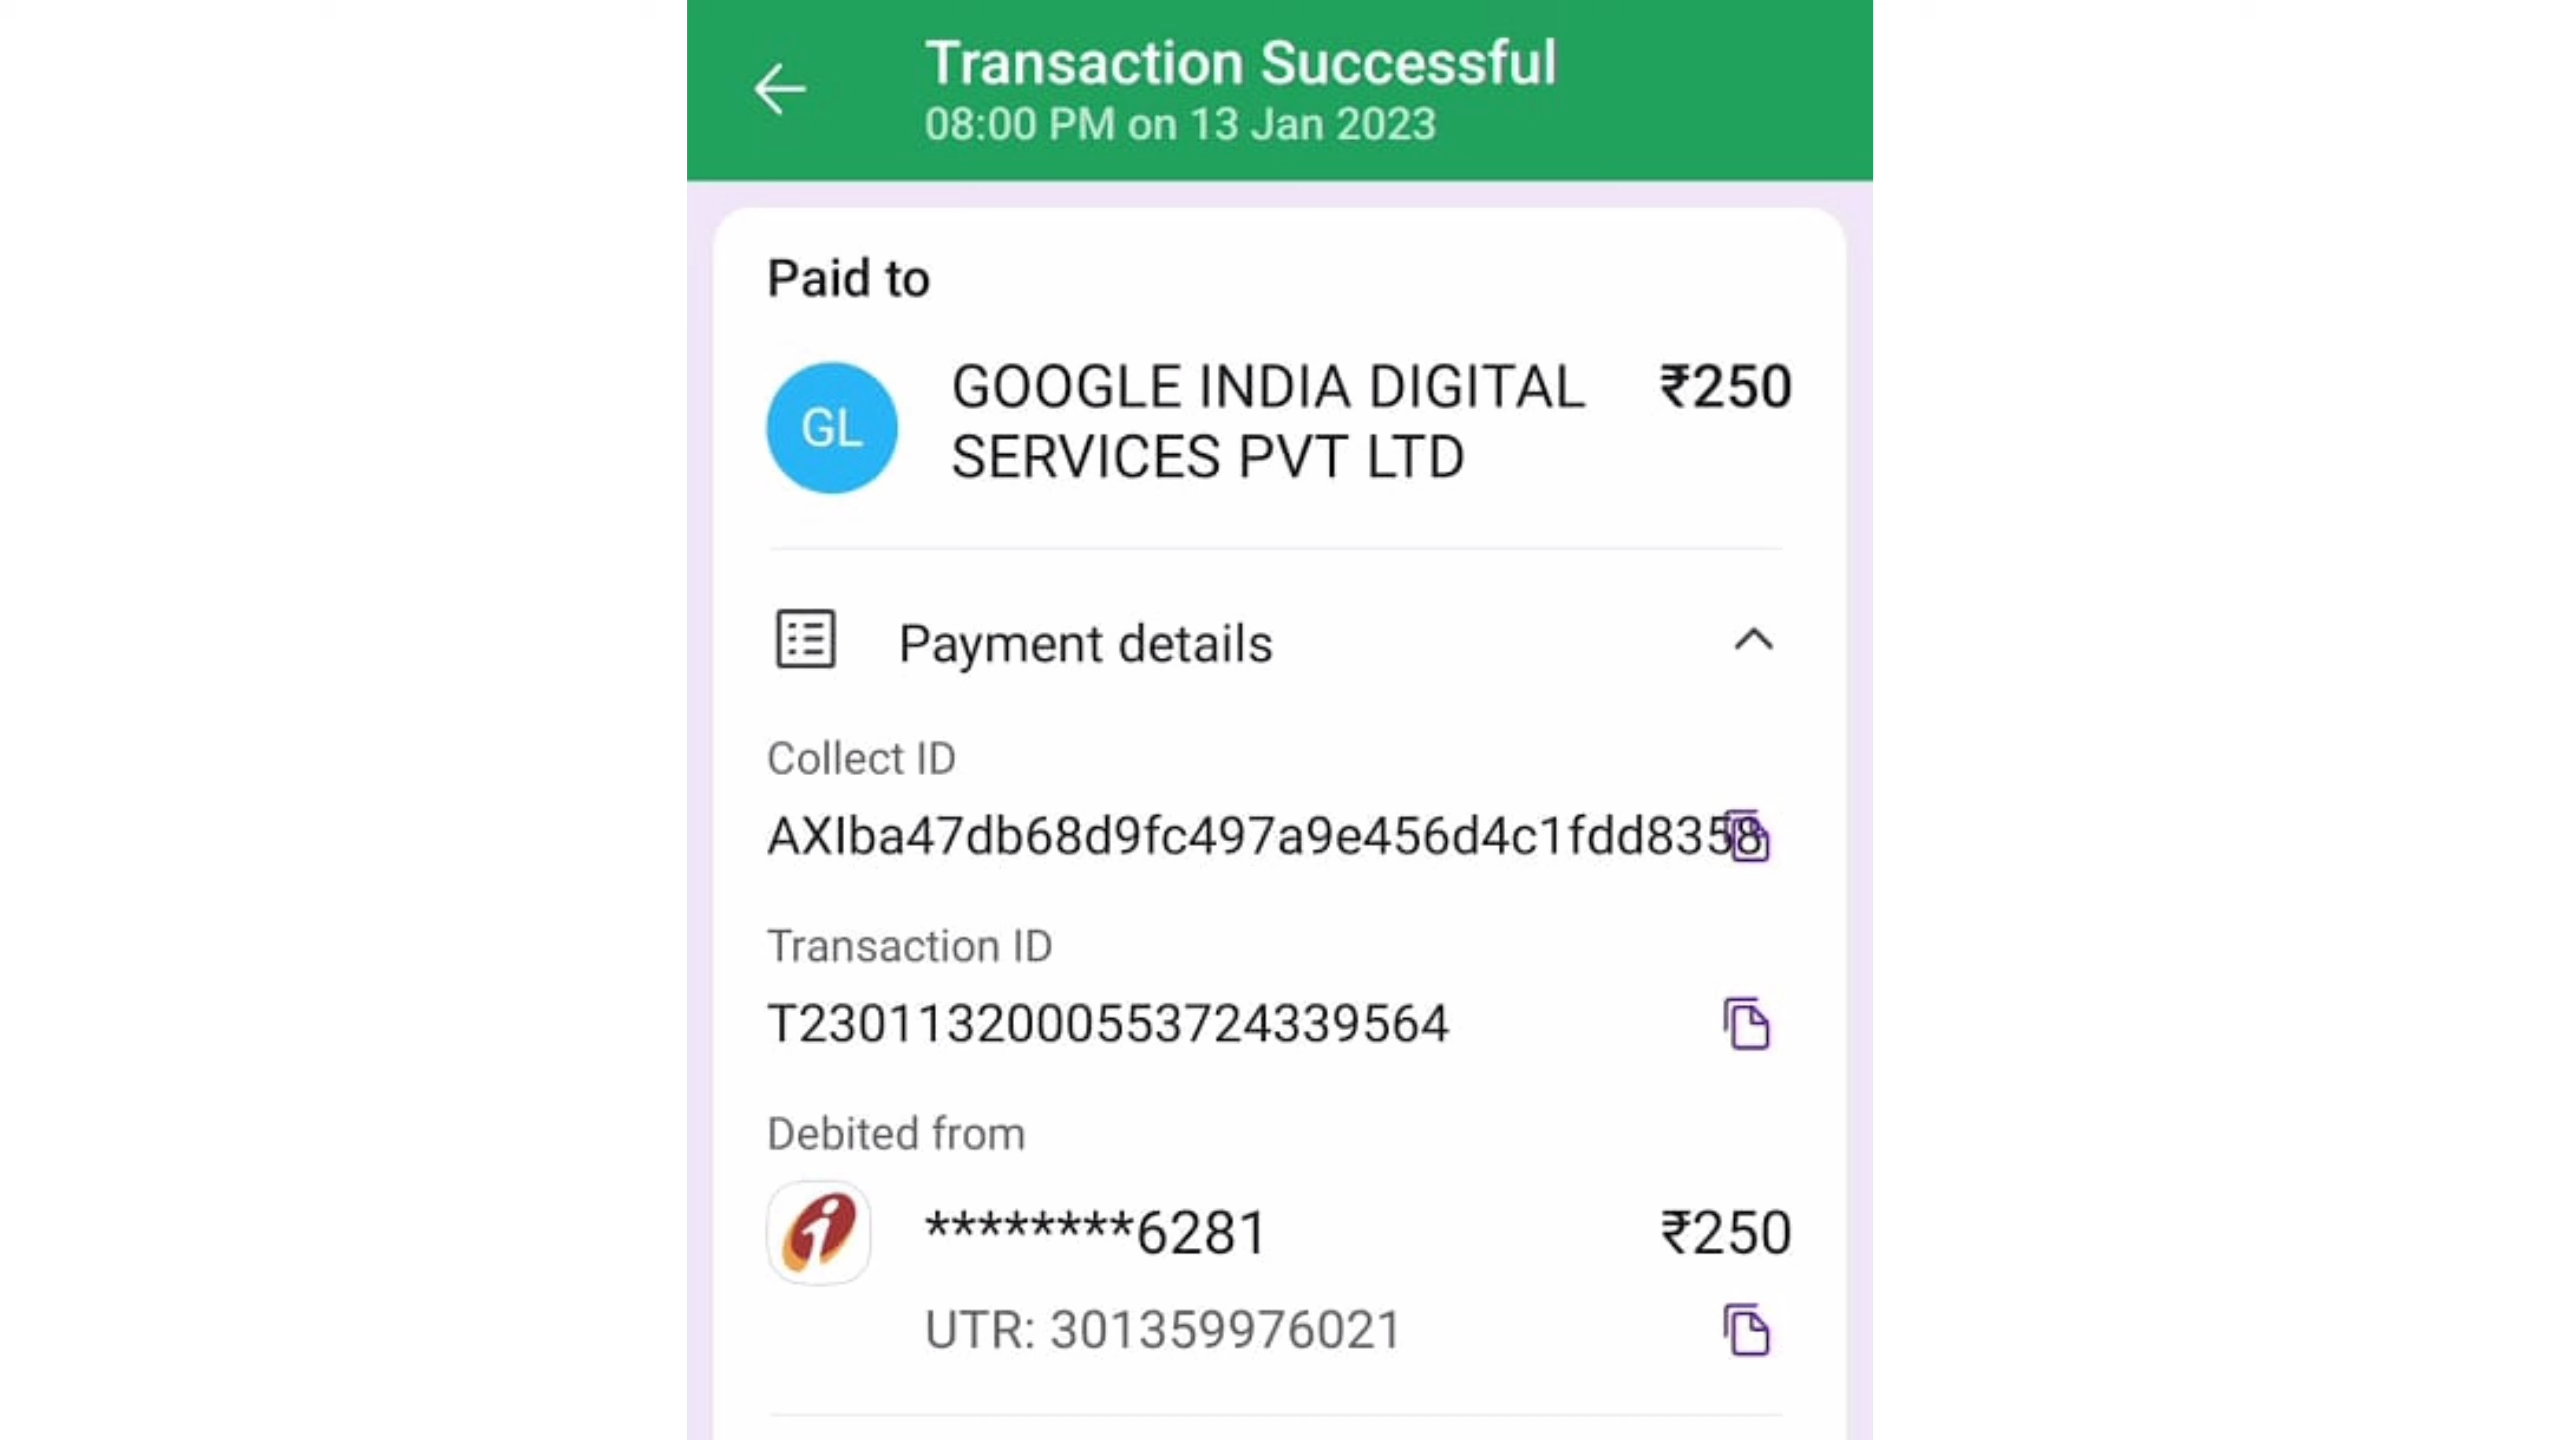 Transaction Successful
08:00 PM on 13 Jan 2023
Paid to
GL
GOOGLE INDIA DIGITAL ₹250
SERVICES PVT LTD
Payment details
Collect ID
AXIba47db68d9fc497a9e456d4c1fdd8358
Transaction ID
T2301132000553724339564
Debited from
********6281 ₹250
UTR: 301359976021